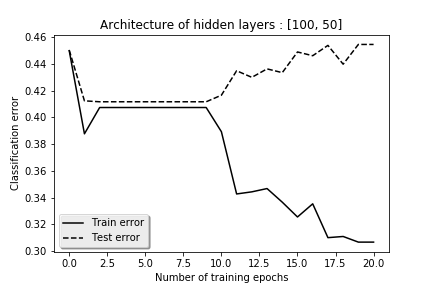 Architecture of hidden layers : [100, 50]
0.46
0.44
0.42
0.40
0.38
0.36
0.34
0.32
0.30
Classification error
Train error
Test error
0.0 2.5 5.0 7.5 10.0 12.5 15.0 17.5 20.0
Number of training epochs